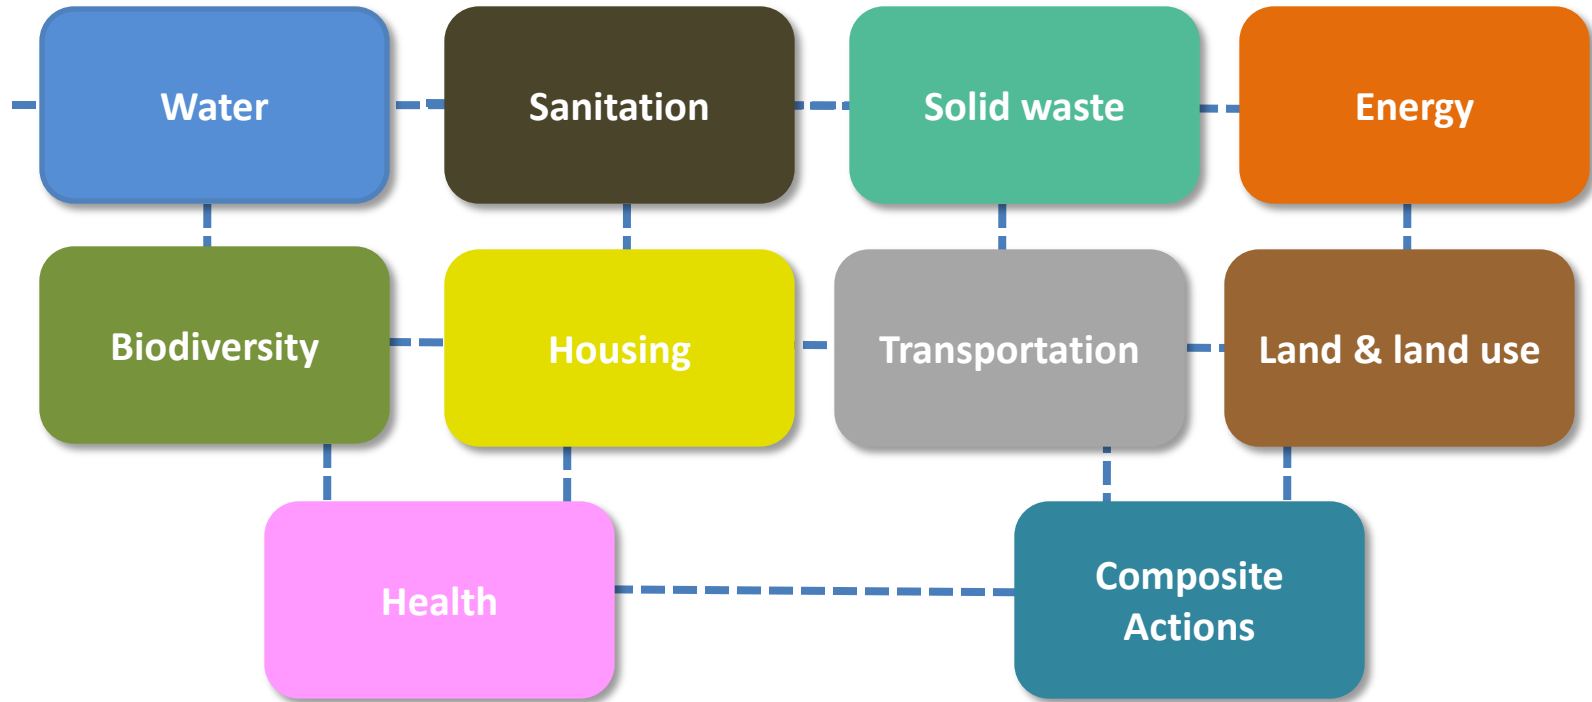 Water
Sanitation
Solid waste
Energy
Biodiversity
Housing
Transportation
Land & land use
Health
Composite
Actions